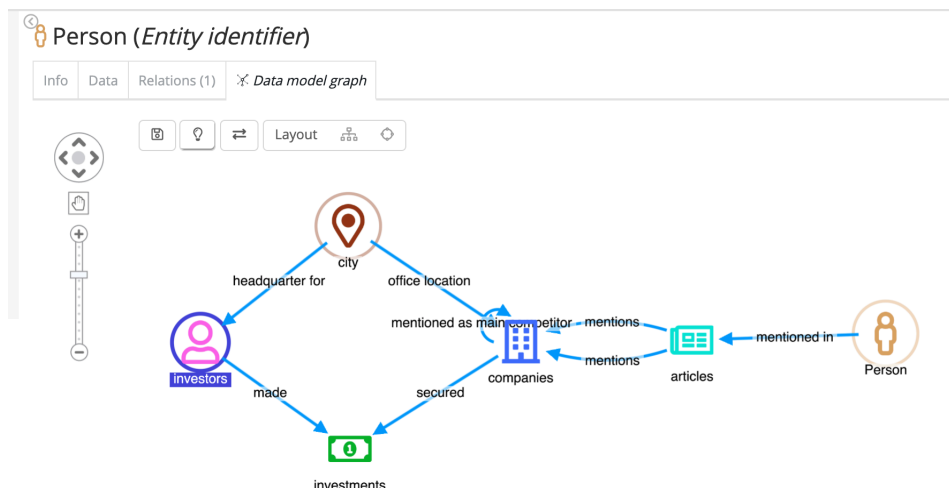 Person (Entity identifier)
Info
Data
Relations (1)
Data model graph
Layout
city
headquarter for
office location
mentioned as main competitor
mentions
mentioned in
mentions
investors
companies
articles
Person
made
secured
1
investments